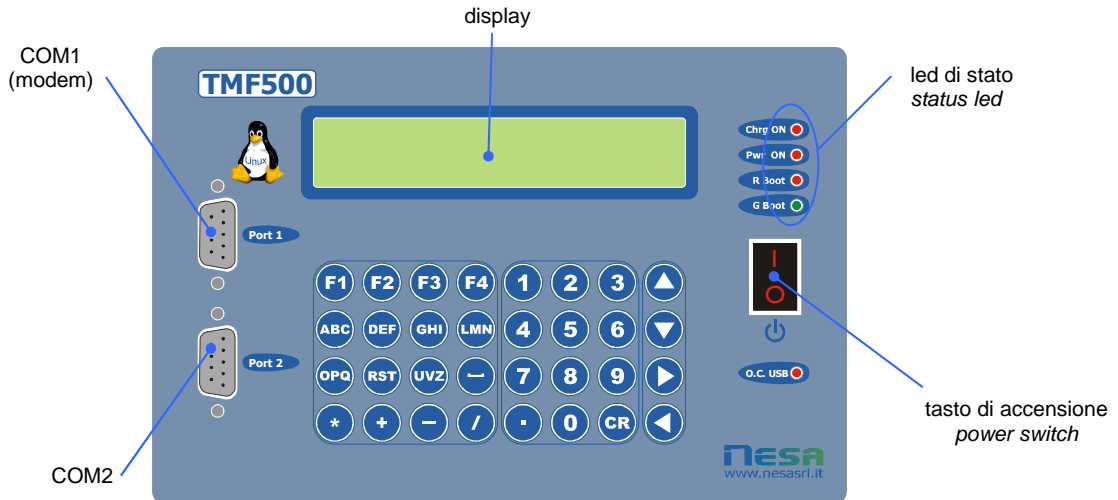 display
COM1
(modem)
led di stato
status led
TMF500
Linux
Chrg ON
Pwr ON
R Boot
G Boot
Port 1
F1 F2 F3 F4 1 2 3
ABC DEF GHI LMN 4 5 6
OPQ RST UVZ 7 8 9
* + - / . 0 CR
Port 2
O.C. USB
tasto di accensione
power switch
COM2
nesa
www.nesasrl.it